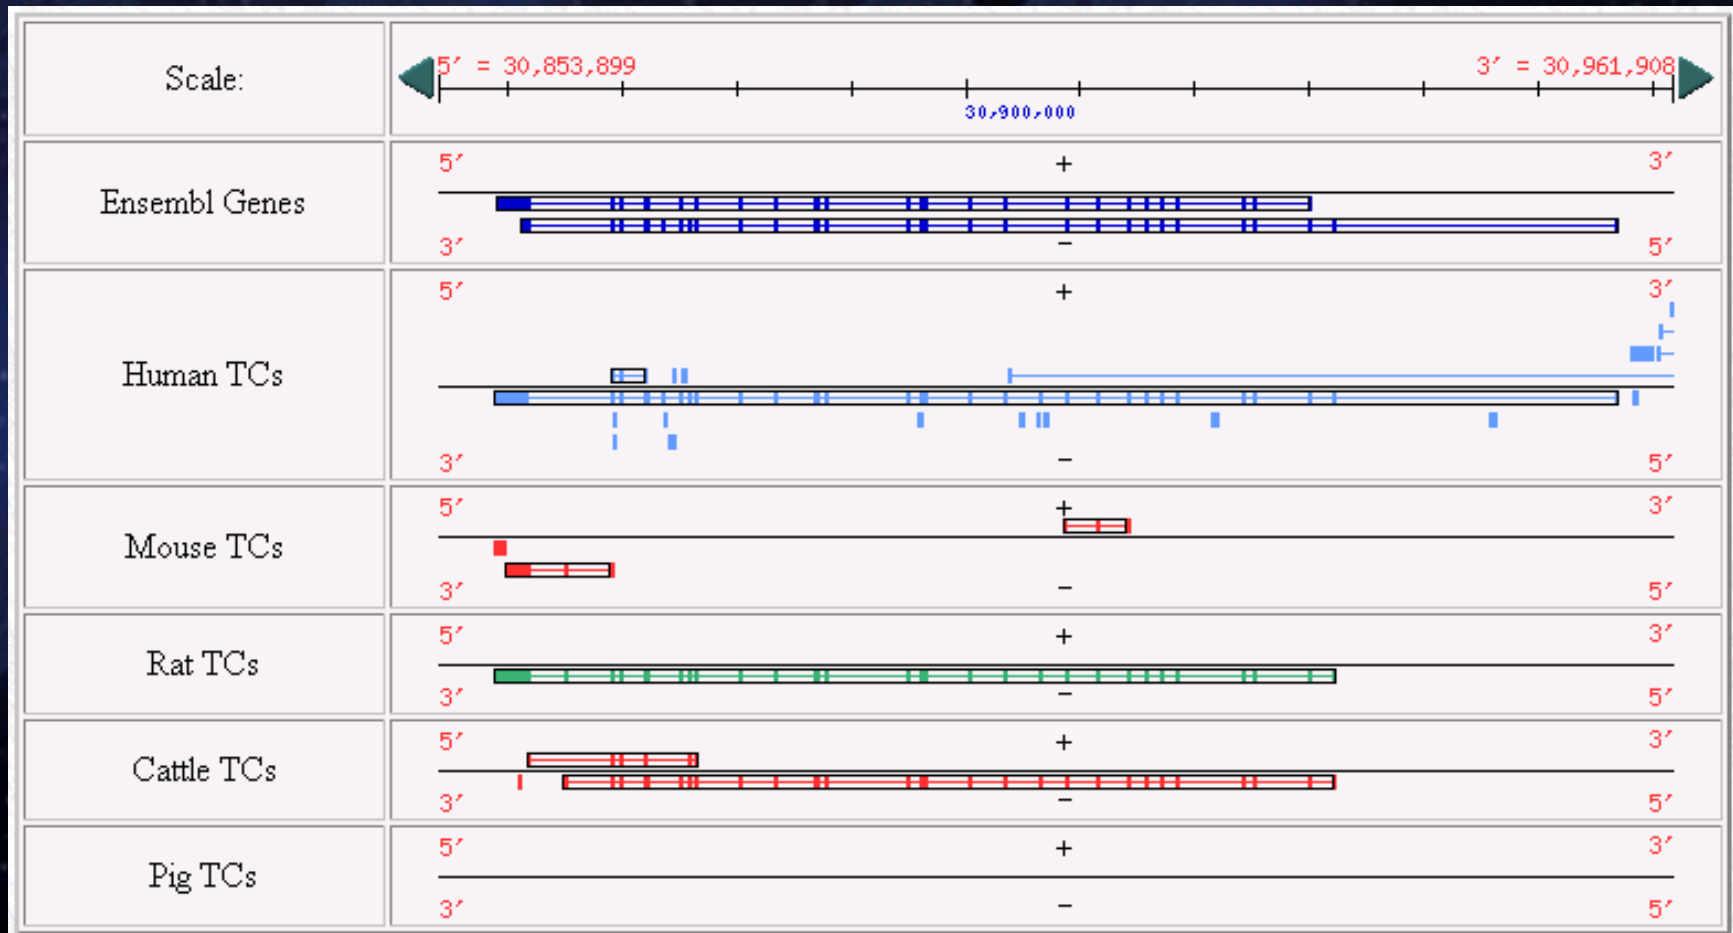 Scale:
5′ = 30,853,899
3′ = 30,961,908
30,900,000
Ensembl Genes
5′ + 3′
3′ − 5′
Human TCs
5′ + 3′
3′ − 5′
Mouse TCs
5′ + 3′
3′ − 5′
Rat TCs
5′ + 3′
3′ − 5′
Cattle TCs
5′ + 3′
3′ − 5′
Pig TCs
5′ + 3′
3′ − 5′